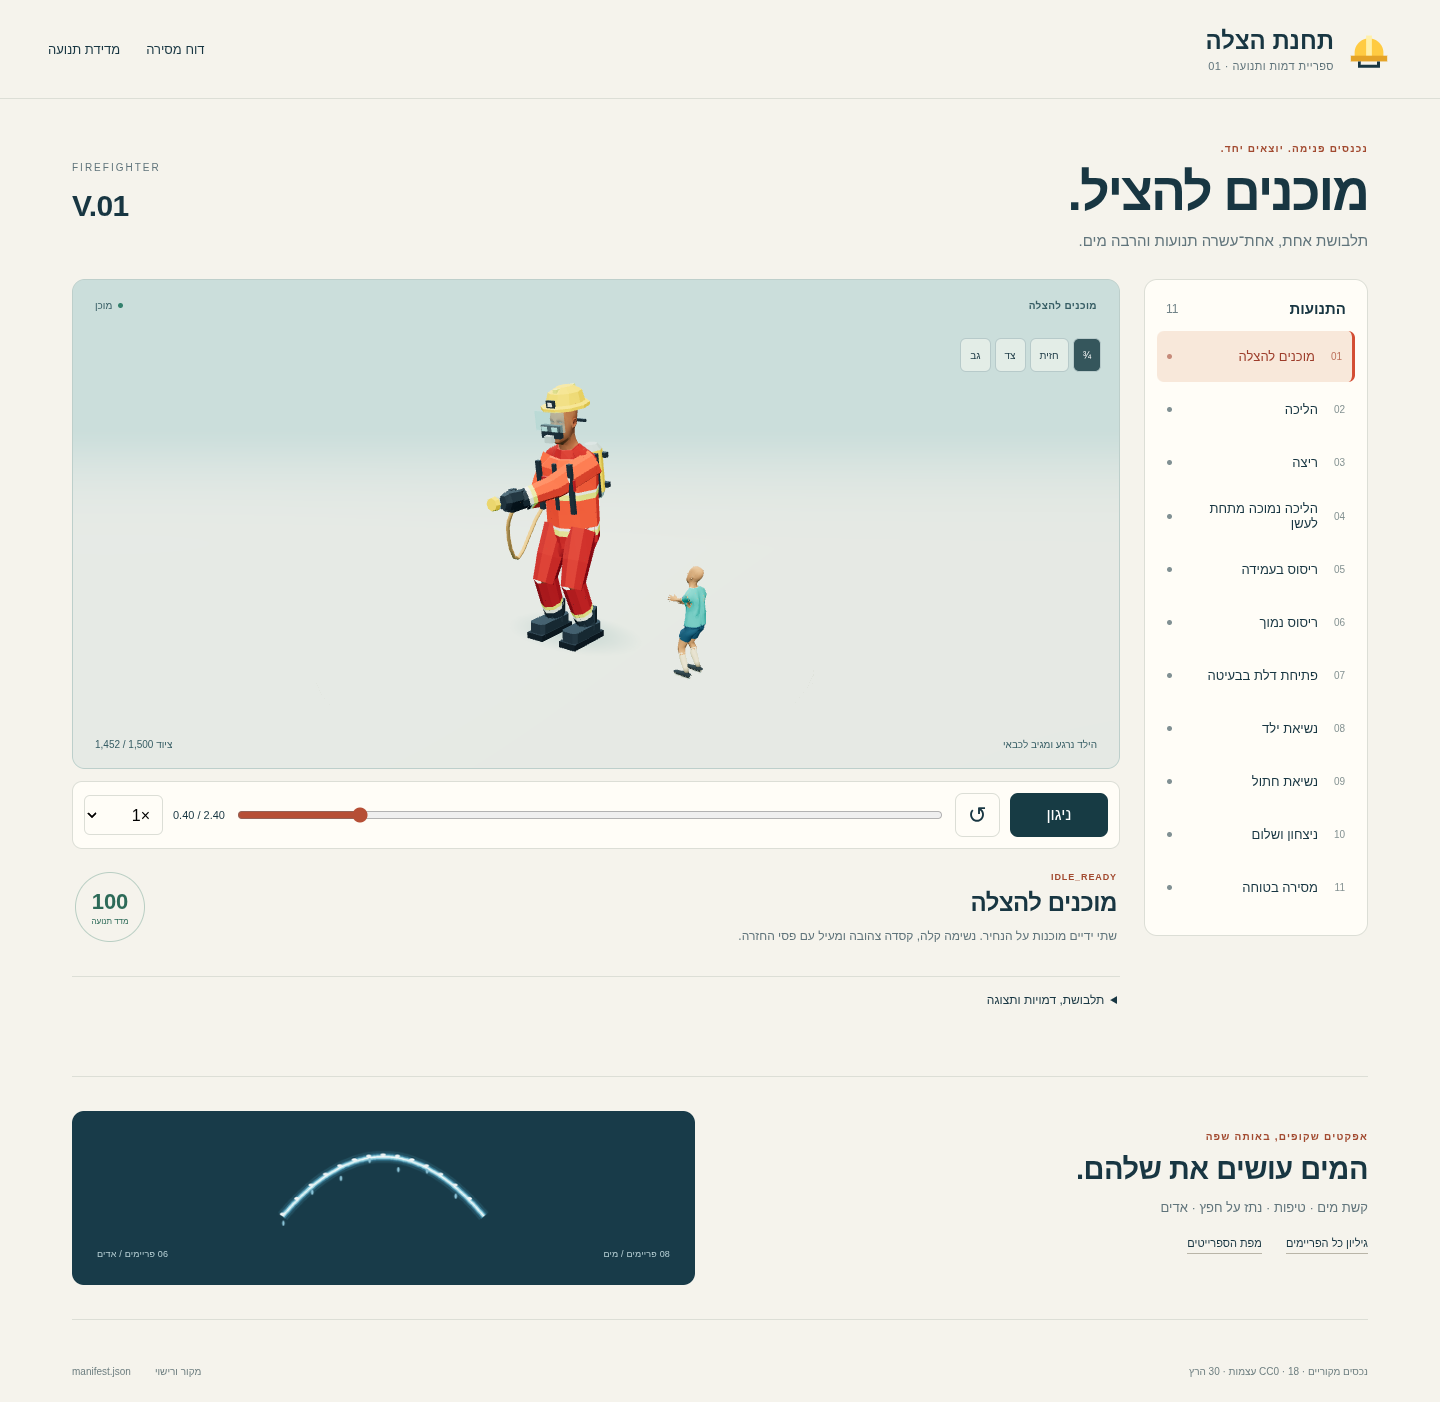 תחנת הצלה
ספריית דמות ותנועה · 01
דוח מסירה
מדידת תנועה
נכנסים פנימה. יוצאים יחד.
מוכנים להציל.
תלבושת אחת, אחת־עשרה תנועות והרבה מים.
FIREFIGHTER
V.01
התנועות
11
01 מוכנים להצלה
02 הליכה
03 ריצה
04 הליכה נמוכה מתחת
לעשן
05 ריסוס בעמידה
06 ריסוס נמוך
07 פתיחת דלת בבעיטה
08 נשיאת ילד
09 נשיאת חתול
10 ניצחון ושלום
11 מסירה בטוחה
מוכנים להצלה
מוכן
¾
חזית
צד
גב
הילד נרגע ומגיב לכבאי
ציוד 1,452 / 1,500
ניגון
↺
0.40 / 2.40
1×
IDLE_READY
מוכנים להצלה
שתי ידיים מוכנות על הנחיר. נשימה קלה, קסדה צהובה ומעיל עם פסי החזרה.
100
מדד תנועה
תלבושת, דמויות ותצוגה
אפקטים שקופים, באותה שפה
המים עושים את שלהם.
קשת מים · טיפות · נתז על חפץ · אדים
גיליון כל הפריימים
מפת הספרייטים
08 פריימים / מים
06 פריימים / אדים
נכסים מקוריים · CC0 · 18 עצמות · 30 הרץ
מקור ורישוי
manifest.json